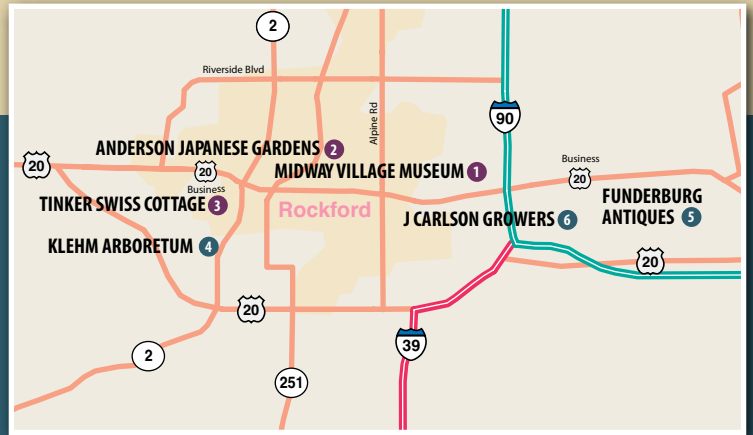 2
Riverside Blvd
Alpine Rd
90
ANDERSON JAPANESE GARDENS 2
20
20
Business
MIDWAY VILLAGE MUSEUM 1
Business
20
TINKER SWISS COTTAGE 3
Rockford
J CARLSON GROWERS 6
FUNDERBURG
ANTIQUES 5
KLEHM ARBORETUM 4
20
20
39
2
251